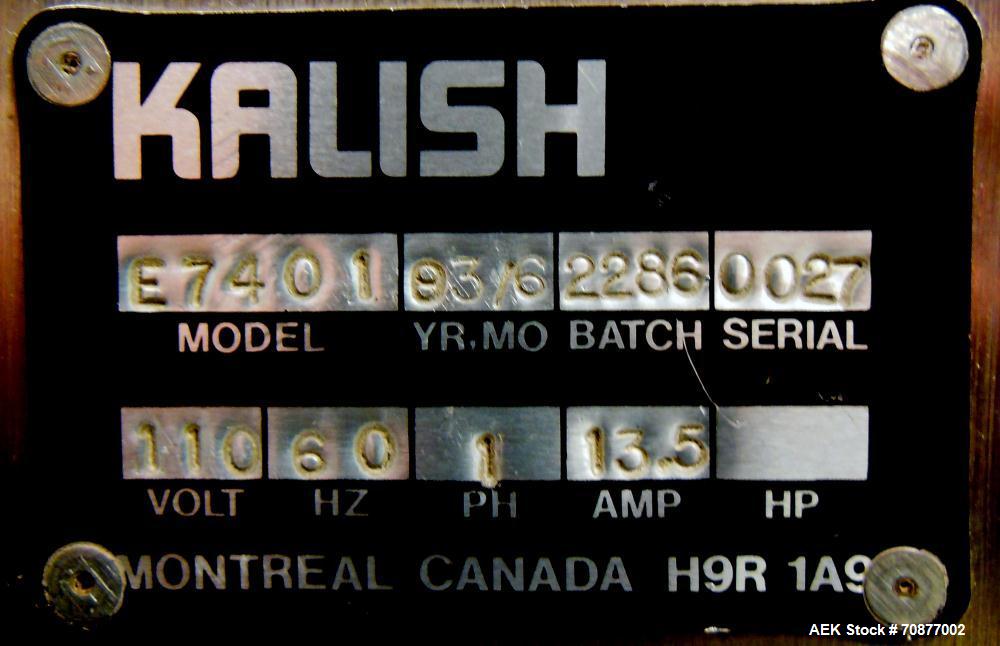 KALISH
E7401 93/6 2286 0027
MODEL YR.MO BATCH SERIAL
110 60 1 13.5
VOLT HZ PH AMP HP
MONTREAL CANADA H9R 1A9
AEK Stock # 70877002